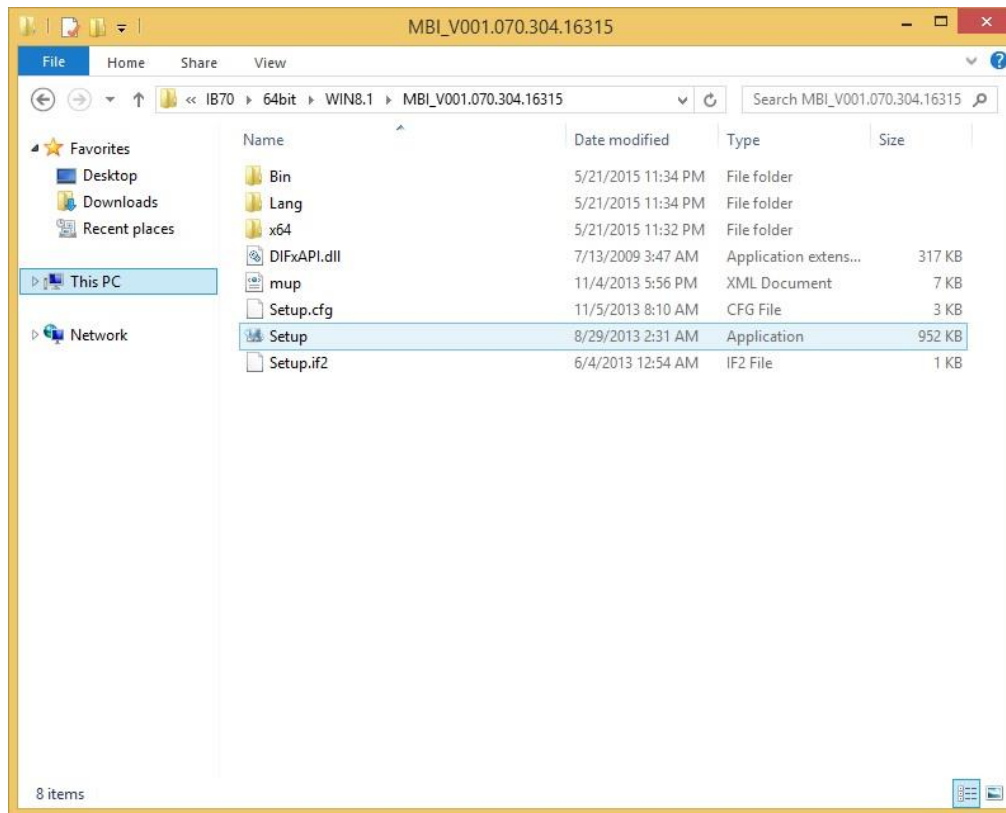 MBI_V001.070.304.16315
File Home Share View
« IB70 64bit WIN8.1 MBI_V001.070.304.16315 Search MBI_V001.070.304.16315
Name Date modified Type Size
Favorites
Desktop
Downloads
Recent places
This PC
Network
Bin 5/21/2015 11:34 PM File folder
Lang 5/21/2015 11:34 PM File folder
x64 5/21/2015 11:32 PM File folder
DIFxAPI.dll 7/13/2009 3:47 AM Application extens... 317 KB
mup 11/4/2013 5:56 PM XML Document 7 KB
Setup.cfg 11/5/2013 8:10 AM CFG File 3 KB
Setup 8/29/2013 2:31 AM Application 952 KB
Setup.if2 6/4/2013 12:54 AM IF2 File 1 KB
8 items